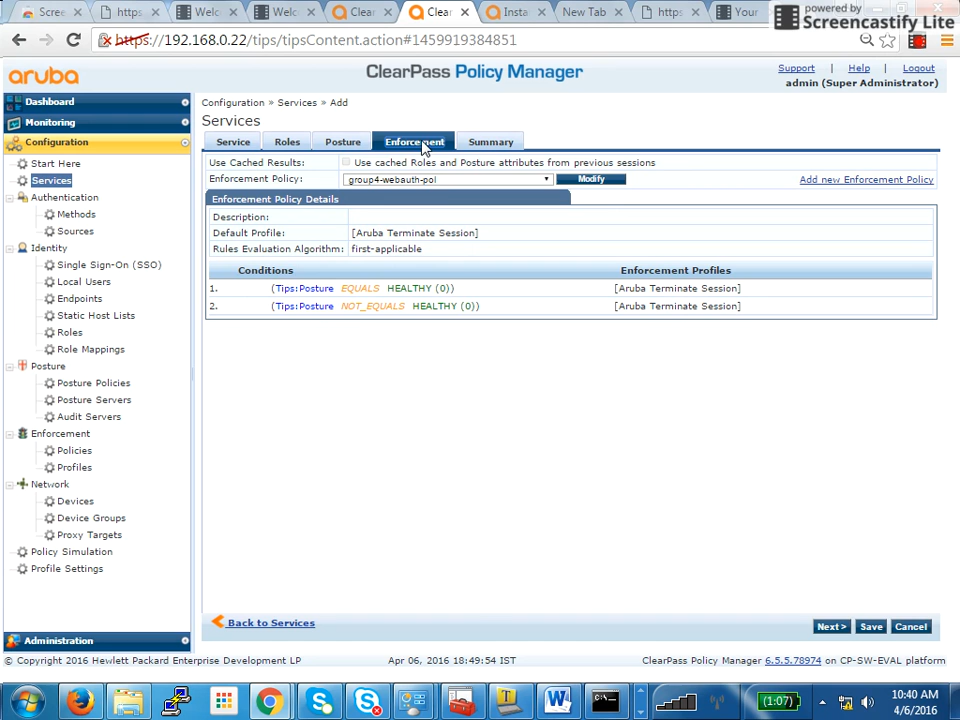 Scree
https
Welco
Welc
Clear
Clear
Insta
New Tab
https
Your
powered by
Screencastify Lite
https://192.168.0.22/tips/tipsContent.action#1459919384851
aruba
ClearPass Policy Manager
Support | Help | Logout
admin (Super Administrator)
Dashboard
Monitoring
Configuration
Start Here
Services
Authentication
Methods
Sources
Identity
Single Sign-On (SSO)
Local Users
Endpoints
Static Host Lists
Roles
Role Mappings
Posture
Posture Policies
Posture Servers
Audit Servers
Enforcement
Policies
Profiles
Network
Devices
Device Groups
Proxy Targets
Policy Simulation
Profile Settings
Administration
Configuration » Services » Add
Services
Service Roles Posture Enforcement Summary
Use Cached Results: Use cached Roles and Posture attributes from previous sessions
Enforcement Policy: group4-webauth-pol Modify Add new Enforcement Policy
Enforcement Policy Details
Description:
Default Profile: [Aruba Terminate Session]
Rules Evaluation Algorithm: first-applicable
Conditions Enforcement Profiles
1. (Tips:Posture EQUALS HEALTHY (0)) [Aruba Terminate Session]
2. (Tips:Posture NOT_EQUALS HEALTHY (0)) [Aruba Terminate Session]
Back to Services Next > Save Cancel
© Copyright 2016 Hewlett Packard Enterprise Development LP Apr 06, 2016 18:49:54 IST ClearPass Policy Manager 6.5.5.78974 on CP-SW-EVAL platform
(1:07)
10:40 AM
4/6/2016